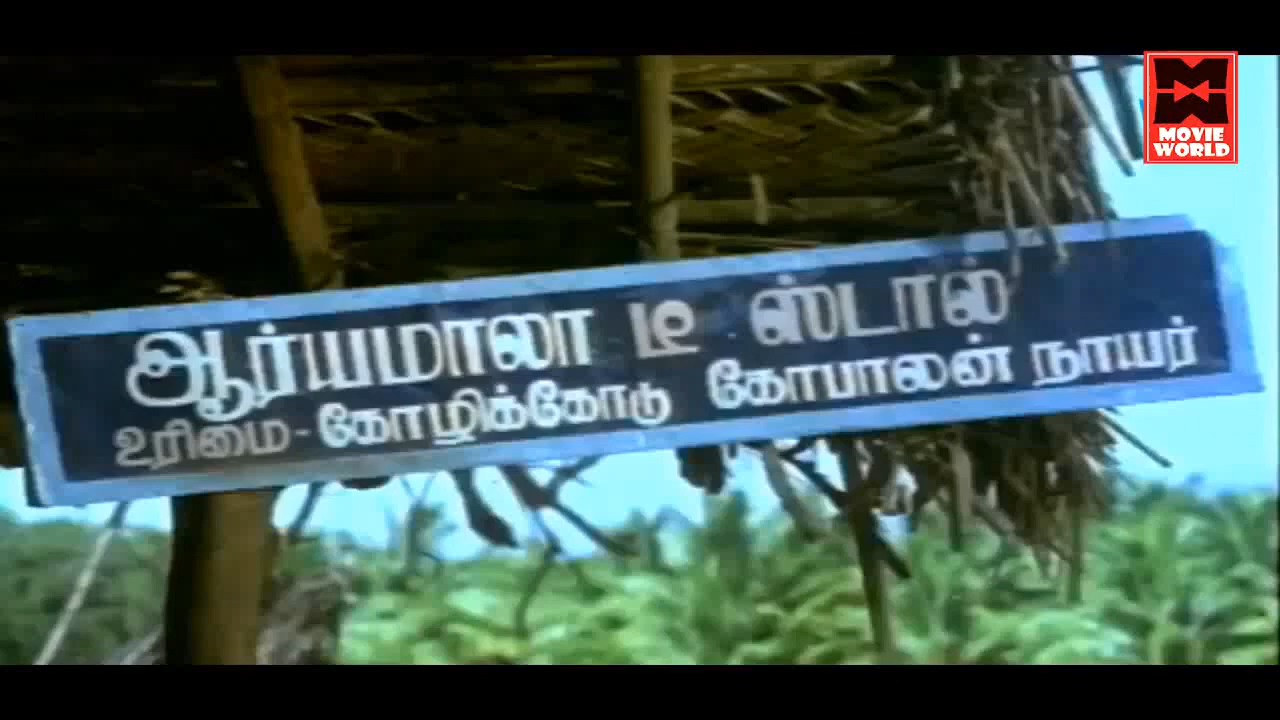 ஆர்யமாலா டீ ஸ்டால்
உரிமை - கோழிக்கோடு கோபாலன் நாயர்
MOVIE
WORLD